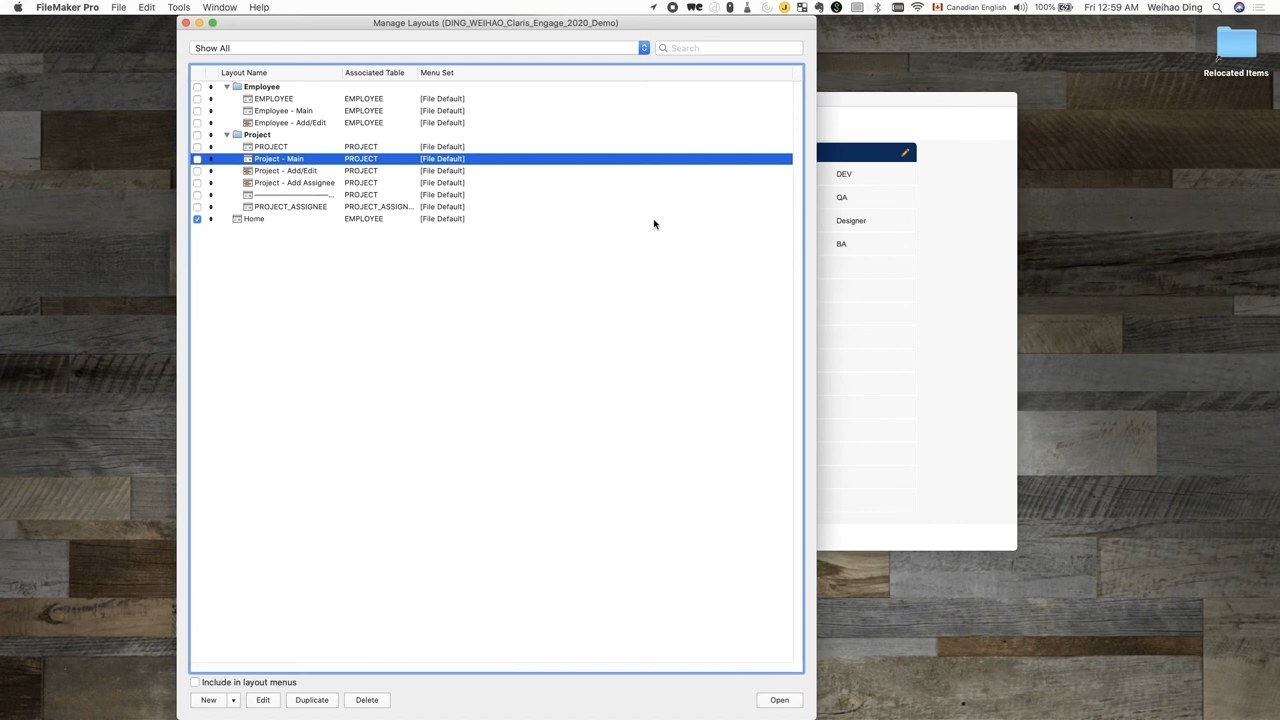 FileMaker Pro File Edit Tools Window Help Canadian English 100% Fri 12:59 AM Weihao Ding
Manage Layouts (DING_WEIHAO_Claris_Engage_2020_Demo)
Show All Search
Layout Name Associated Table Menu Set
Employee
EMPLOYEE EMPLOYEE [File Default]
Employee - Main EMPLOYEE [File Default]
Employee - Add/Edit EMPLOYEE [File Default]
Project
PROJECT PROJECT [File Default]
Project - Main PROJECT [File Default]
Project - Add/Edit PROJECT [File Default]
Project - Add Assignee PROJECT [File Default]
——————————... PROJECT [File Default]
PROJECT_ASSIGNEE PROJECT_ASSIGN... [File Default]
Home EMPLOYEE [File Default]
Include in layout menus
New Edit Duplicate Delete Open
DEV
QA
Designer
BA
Relocated Items